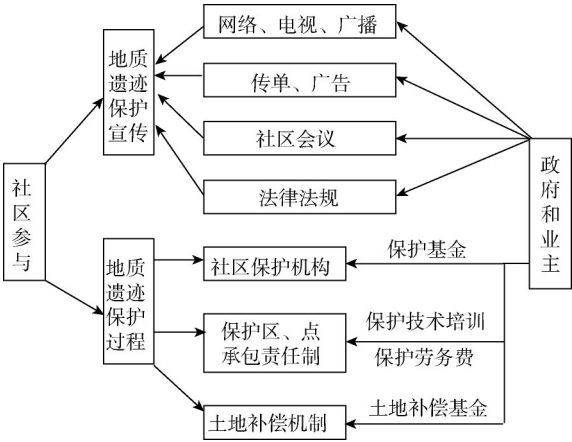 网络、电视、广播
地质
遗迹
保护
宣传
传单、广告
社区会议
法律法规
社区参与
政府和业主
地质
遗迹
保护
过程
社区保护机构
保护基金
保护区、点
承包责任制
保护技术培训
保护劳务费
土地补偿机制
土地补偿基金